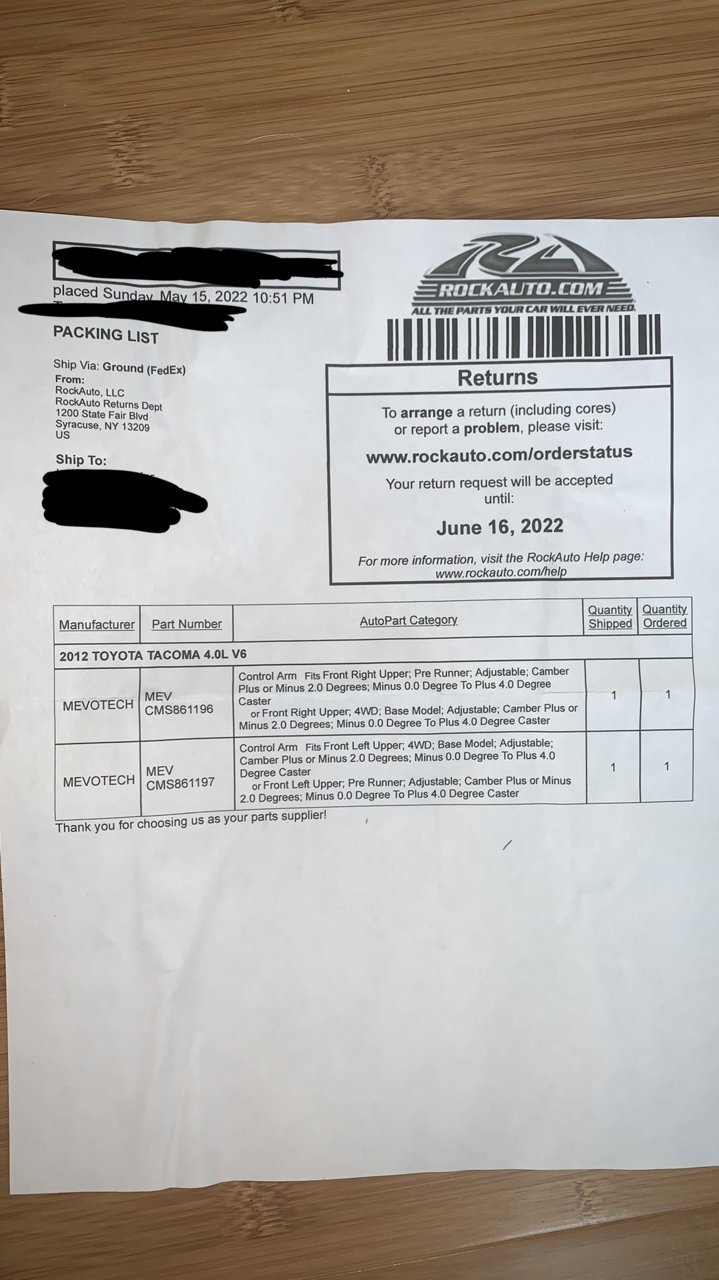 placed Sunday May 15, 2022 10:51 PM
PACKING LIST
Ship Via: Ground (FedEx)
From:
RockAuto, LLC
RockAuto Returns Dept
1200 State Fair Blvd
Syracuse, NY 13209
US
Ship To:
RA
ROCKAUTO.COM
ALL THE PARTS YOUR CAR WILL EVER NEED.
Returns
To arrange a return (including cores)
or report a problem, please visit:
www.rockauto.com/orderstatus
Your return request will be accepted
until:
June 16, 2022
For more information, visit the RockAuto Help page:
www.rockauto.com/help
Manufacturer Part Number AutoPart Category Quantity Shipped Quantity Ordered
2012 TOYOTA TACOMA 4.0L V6
MEVOTECH
MEV
CMS861196
Control Arm Fits Front Right Upper; Pre Runner; Adjustable; Camber
Plus or Minus 2.0 Degrees; Minus 0.0 Degree To Plus 4.0 Degree
Caster
or Front Right Upper; 4WD; Base Model; Adjustable; Camber Plus or
Minus 2.0 Degrees; Minus 0.0 Degree To Plus 4.0 Degree Caster
1 1
MEVOTECH
MEV
CMS861197
Control Arm Fits Front Left Upper; 4WD; Base Model; Adjustable;
Camber Plus or Minus 2.0 Degrees; Minus 0.0 Degree To Plus 4.0
Degree Caster
or Front Left Upper; Pre Runner; Adjustable; Camber Plus or Minus
2.0 Degrees; Minus 0.0 Degree To Plus 4.0 Degree Caster
1 1
Thank you for choosing us as your parts supplier!